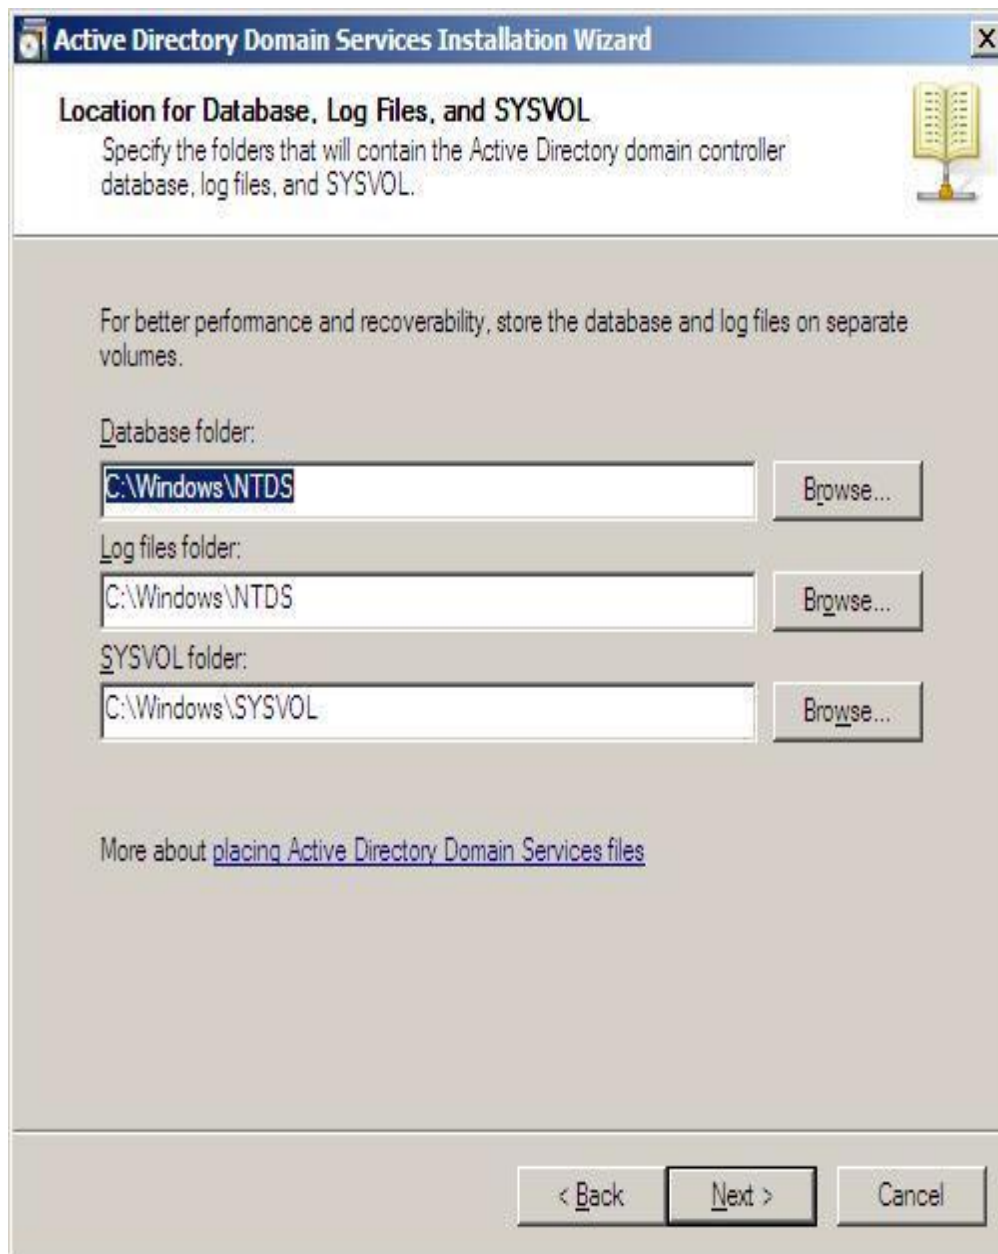 Active Directory Domain Services Installation Wizard
Location for Database, Log Files, and SYSVOL
Specify the folders that will contain the Active Directory domain controller
database, log files, and SYSVOL.
For better performance and recoverability, store the database and log files on separate
volumes.
Database folder:
C:\Windows\NTDS
Browse...
Log files folder:
C:\Windows\NTDS
Browse...
SYSVOL folder:
C:\Windows\SYSVOL
Browse...
More about placing Active Directory Domain Services files
< Back
Next >
Cancel